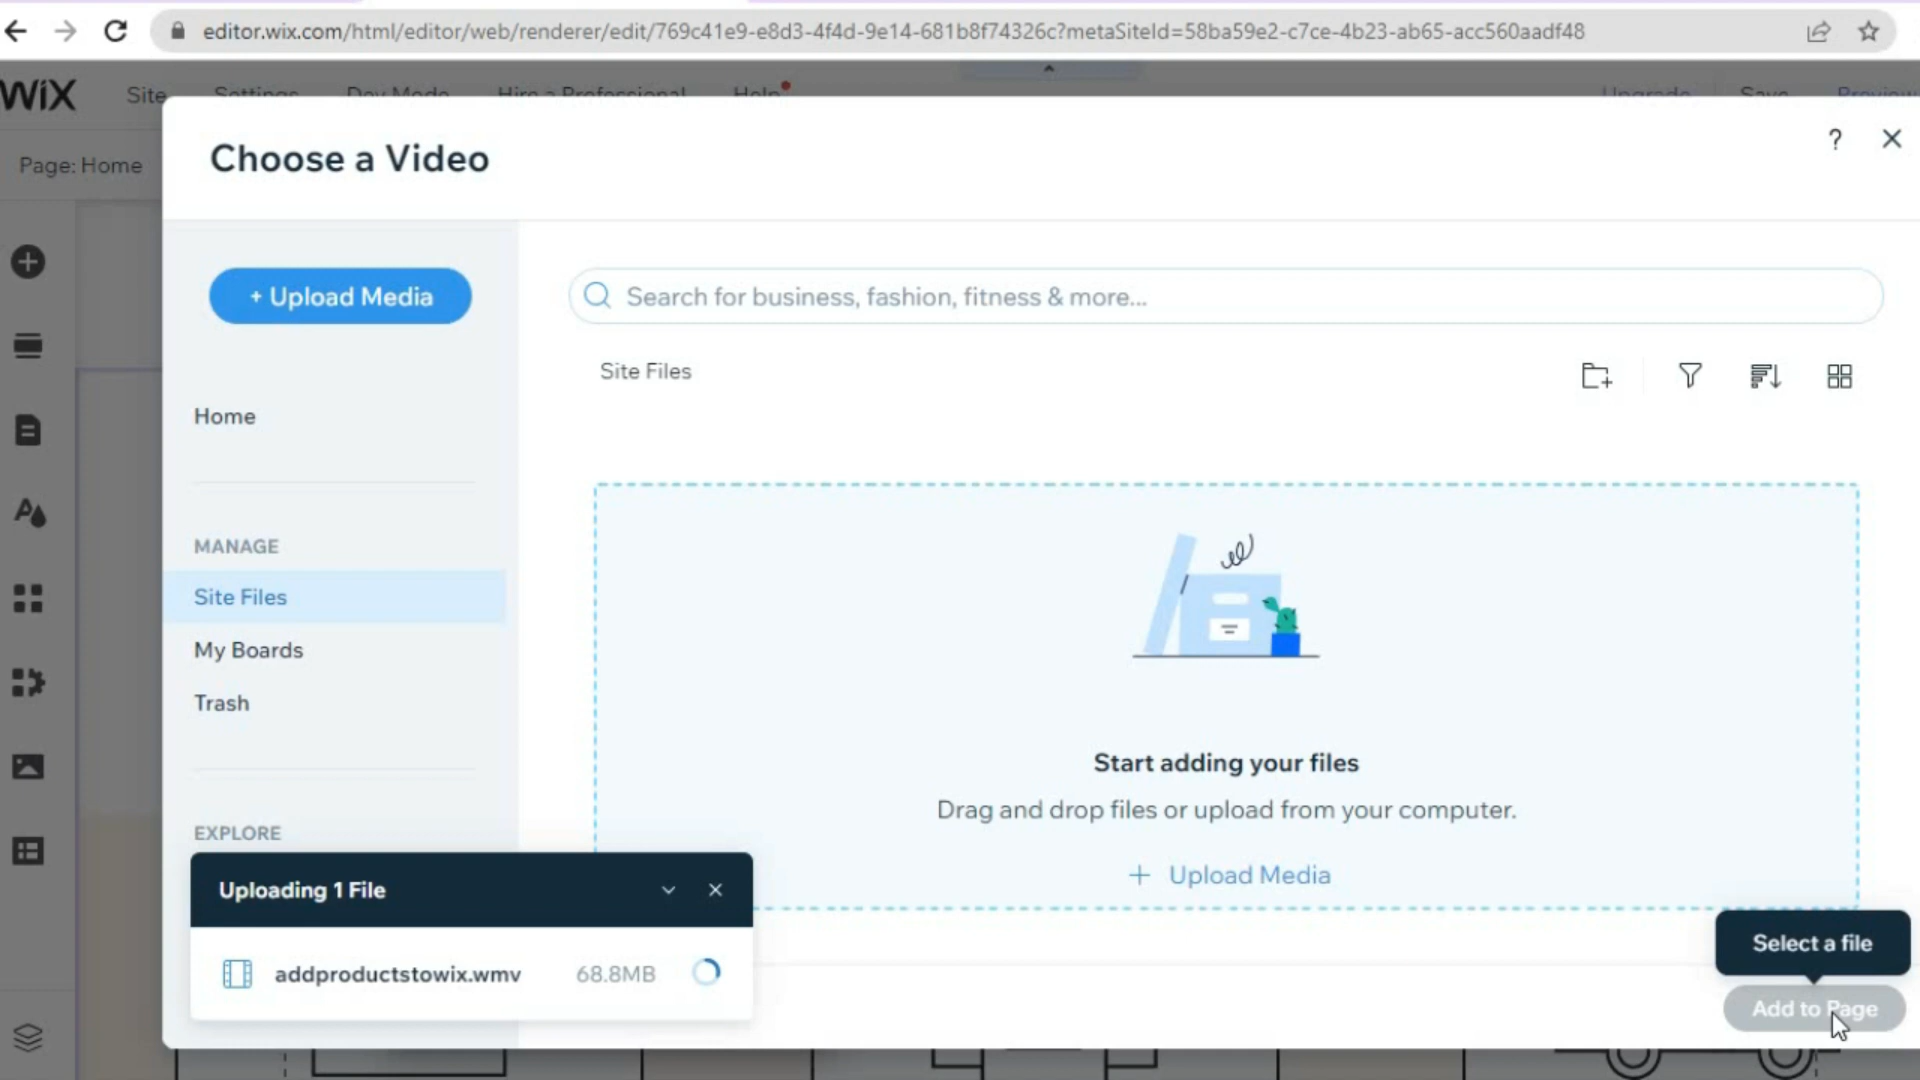 editor.wix.com/html/editor/web/renderer/edit/769c41e9-e8d3-4f4d-9e14-681b8f74326c?metaSiteId=58ba59e2-c7ce-4b23-ab65-acc560aadf48
WiX Site Settings Dev Mode Hire a Professional Help Upgrade Save Preview
Page: Home
Choose a Video
?
+ Upload Media
Search for business, fashion, fitness & more...
Site Files
Home
MANAGE
Site Files
My Boards
Trash
EXPLORE
Start adding your files
Drag and drop files or upload from your computer.
+ Upload Media
Uploading 1 File
addproductstowix.wmv 68.8MB
Select a file
Add to Page